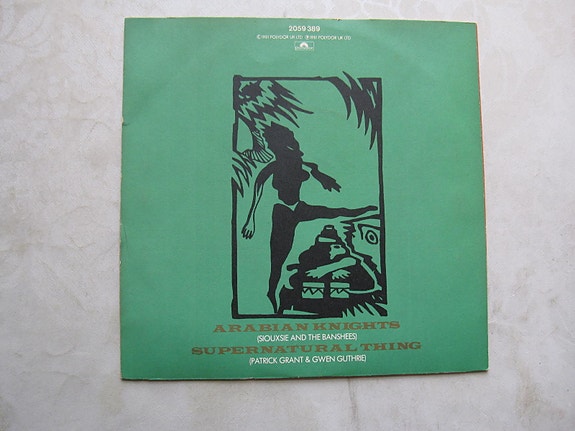 2059 369
Ⓒ 1981 POLYDOR UK LTD Ⓟ 1981 POLYDOR UK LTD
ARABIAN KNIGHTS
(SIOUXSIE AND THE BANSHEES)
SUPERNATURAL THING
(PATRICK GRANT & GWEN GUTHRIE)